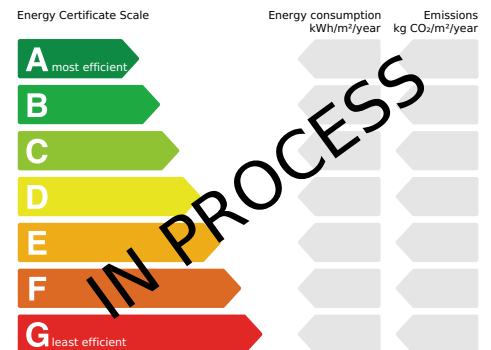 Energy Certificate Scale
Energy consumption
kWh/m²/year
Emissions
kg CO₂/m²/year
A most efficient
B
C
D
E
F
G least efficient
IN PROCESS